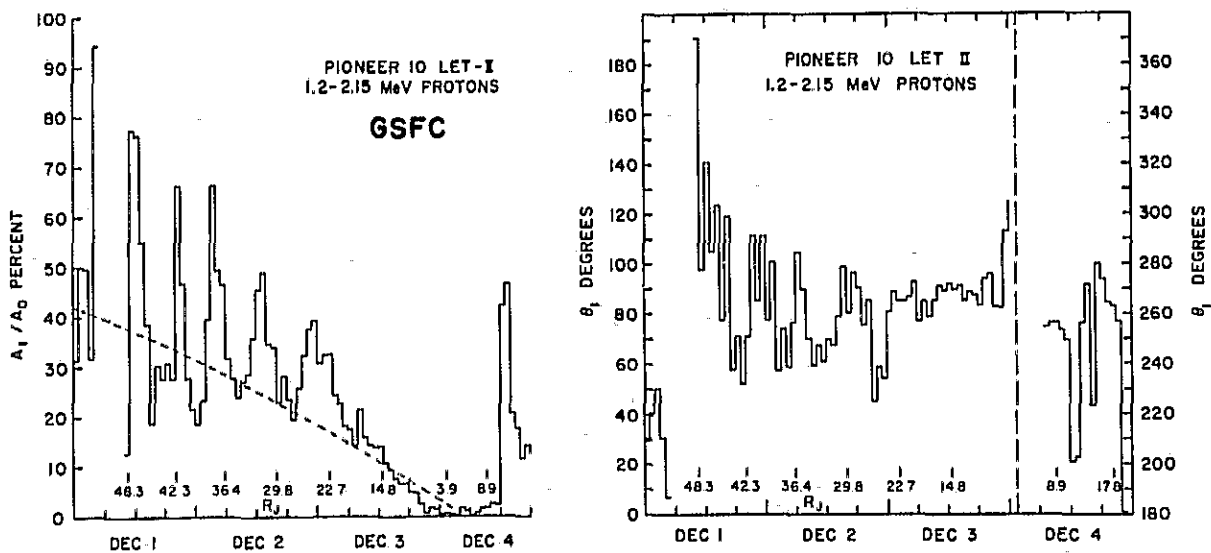 100
90
80
70
60
50
40
30
20
10
0
A₁ / A₀ PERCENT
PIONEER 10 LET-II
1.2-2.15 MeV PROTONS
GSFC
48.3 42.3 36.4 29.8 22.7 14.8 3.9 8.9
RJ
DEC 1 DEC 2 DEC 3 DEC 4
180
160
140
120
100
80
60
40
20
0
θ₁ DEGREES
PIONEER 10 LET II
1.2-2.15 MeV PROTONS
48.3 42.3 36.4 29.8 22.7 14.8 8.9 17.8
RJ
DEC 1 DEC 2 DEC 3 DEC 4
360
340
320
300
280
260
240
220
200
180
θ₁ DEGREES